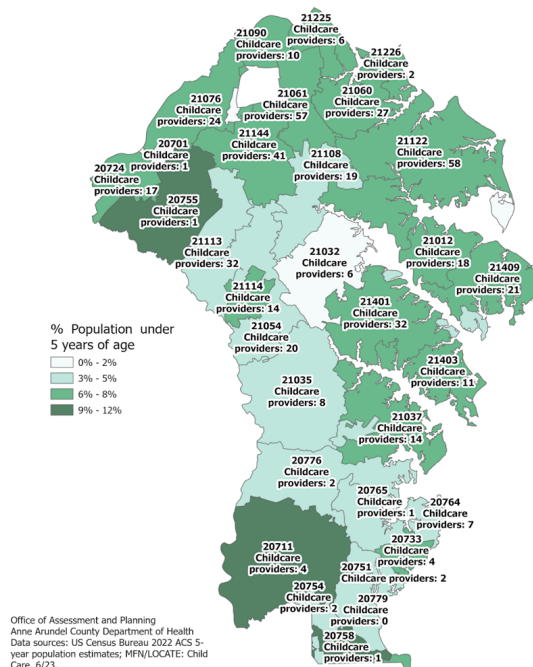 21225
Childcare
providers: 6
21090
Childcare
providers: 10
21226
Childcare
providers: 2
21076
Childcare
providers: 24
21061
Childcare
providers: 57
21060
Childcare
providers: 27
21144
Childcare
providers: 41
21108
Childcare
providers: 19
21122
Childcare
providers: 58
20701
Childcare
providers: 1
20724
Childcare
providers: 17
20755
Childcare
providers: 1
21113
Childcare
providers: 32
21032
Childcare
providers: 6
21012
Childcare
providers: 18
21409
Childcare
providers: 21
21114
Childcare
providers: 14
21401
Childcare
providers: 32
21054
Childcare
providers: 20
21403
Childcare
providers: 11
21035
Childcare
providers: 8
21037
Childcare
providers: 14
20776
Childcare
providers: 2
20765
Childcare
providers: 1
20764
Childcare
providers: 7
20733
Childcare
providers: 4
20711
Childcare
providers: 4
20751
Childcare providers: 2
20754
Childcare
providers: 2
20779
Childcare
providers: 0
20758
Childcare
providers: 1
% Population under
5 years of age
0% - 2%
3% - 5%
6% - 8%
9% - 12%
Office of Assessment and Planning
Anne Arundel County Department of Health
Data sources: US Census Bureau 2022 ACS 5-
year population estimates; MFN/LOCATE: Child
Care, 6/23.